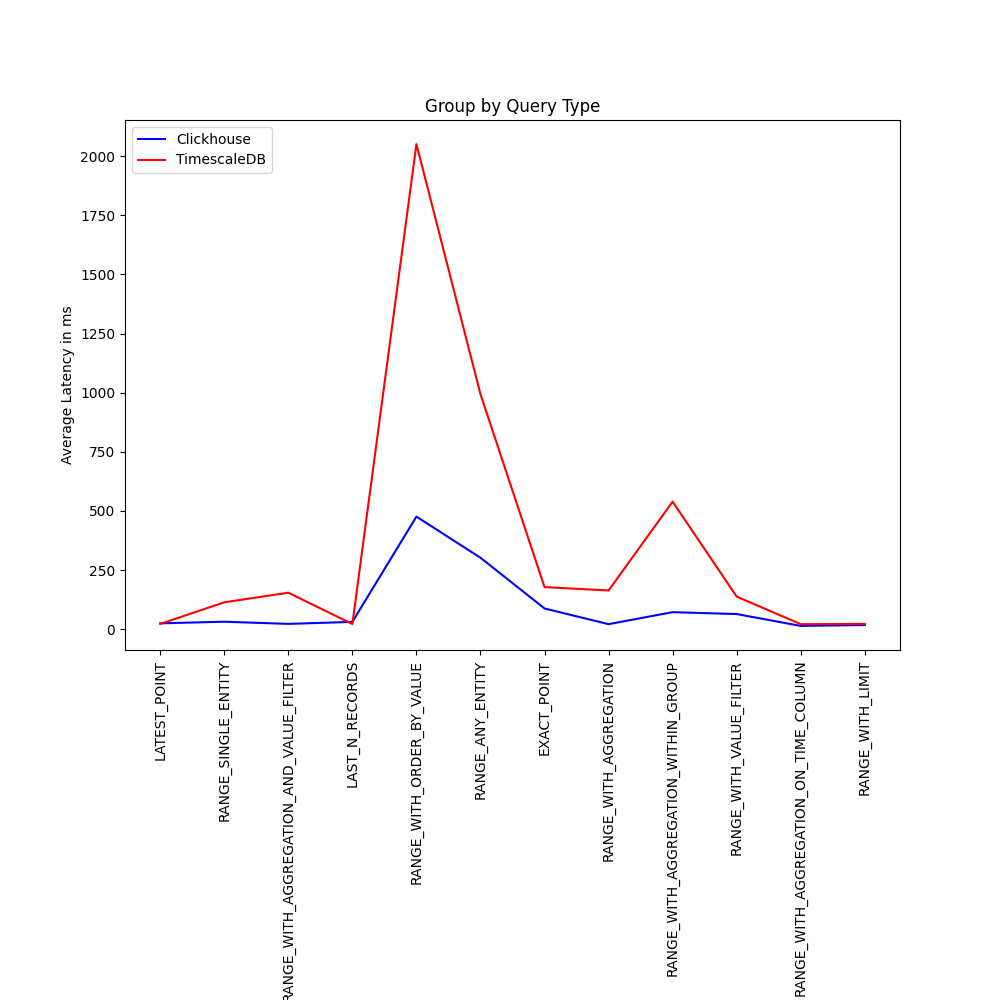 Group by Query Type
Clickhouse
TimescaleDB
Average Latency in ms
2000
1750
1500
1250
1000
750
500
250
0
LATEST_POINT
RANGE_SINGLE_ENTITY
RANGE_WITH_AGGREGATION_AND_VALUE_FILTER
LAST_N_RECORDS
RANGE_WITH_ORDER_BY_VALUE
RANGE_ANY_ENTITY
EXACT_POINT
RANGE_WITH_AGGREGATION
RANGE_WITH_AGGREGATION_WITHIN_GROUP
RANGE_WITH_VALUE_FILTER
RANGE_WITH_AGGREGATION_ON_TIME_COLUMN
RANGE_WITH_LIMIT